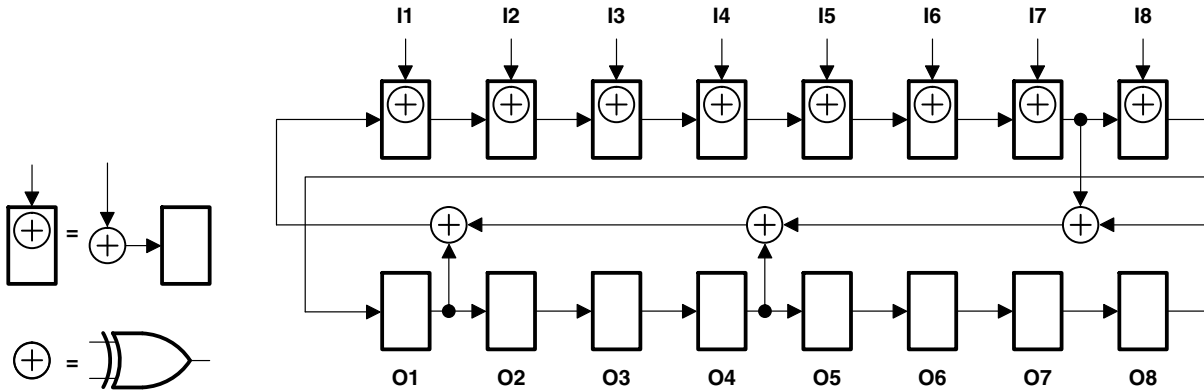 I1 I2 I3 I4 I5 I6 I7 I8
=
=
O1 O2 O3 O4 O5 O6 O7 O8